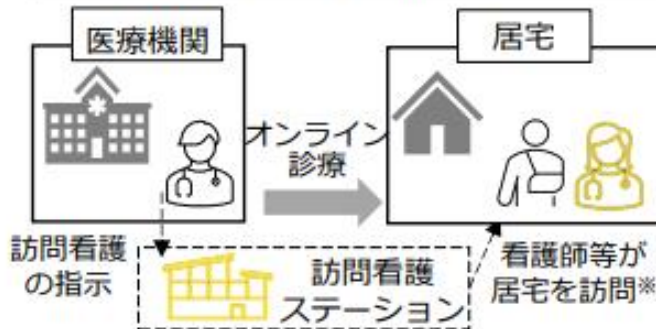 医療機関
居宅
オンライン
診療
訪問看護
の指示
訪問看護
ステーション
看護師等が
居宅を訪問※